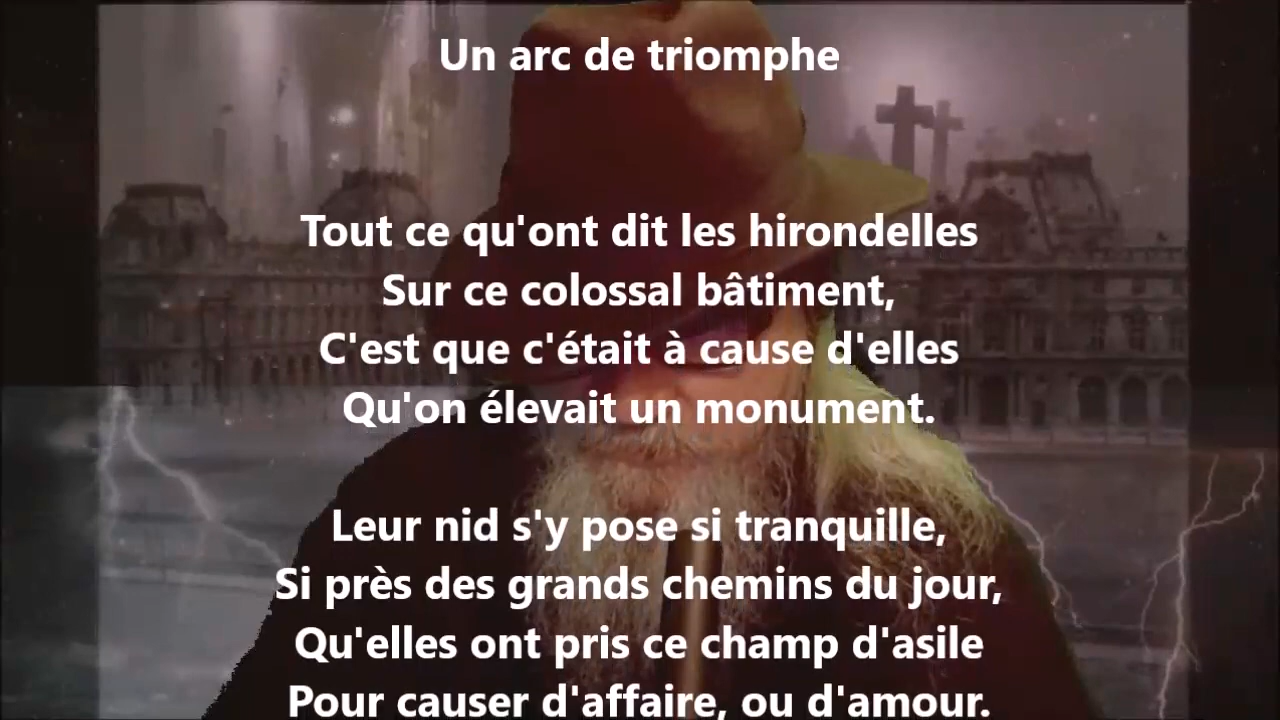 Un arc de triomphe
Tout ce qu'ont dit les hirondelles
Sur ce colossal bâtiment,
C'est que c'était à cause d'elles
Qu'on élevait un monument.
Leur nid s'y pose si tranquille,
Si près des grands chemins du jour,
Qu'elles ont pris ce champ d'asile
Pour causer d'affaire, ou d'amour.